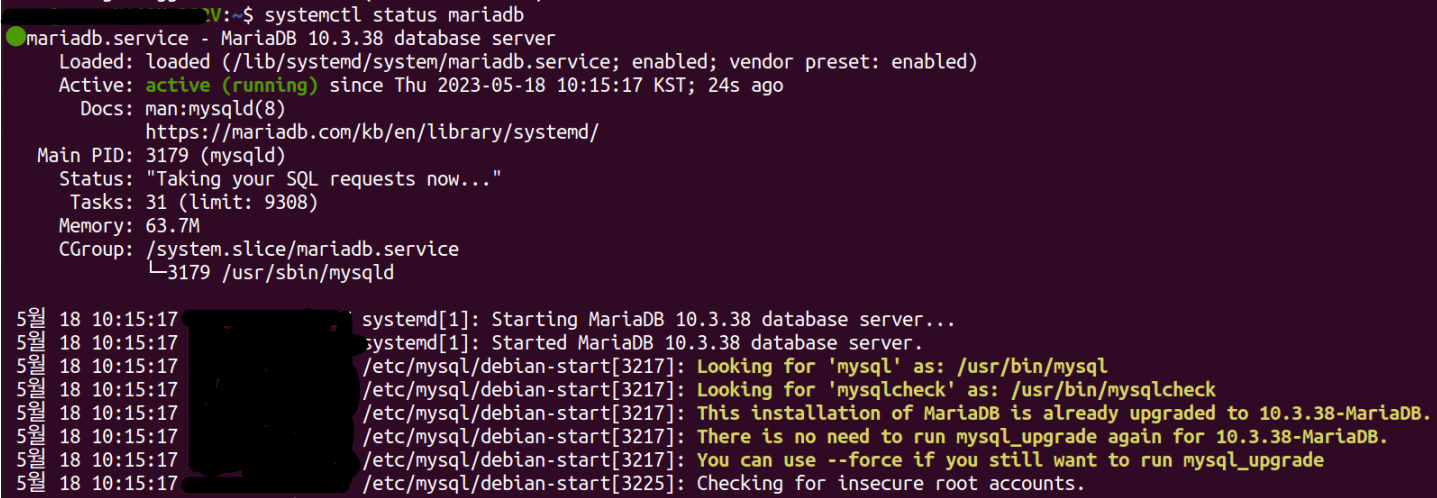 V:~$ systemctl status mariadb
mariadb.service - MariaDB 10.3.38 database server
Loaded: loaded (/lib/systemd/system/mariadb.service; enabled; vendor preset: enabled)
Active: active (running) since Thu 2023-05-18 10:15:17 KST; 24s ago
Docs: man:mysqld(8)
https://mariadb.com/kb/en/library/systemd/
Main PID: 3179 (mysqld)
Status: "Taking your SQL requests now..."
Tasks: 31 (limit: 9308)
Memory: 63.7M
CGroup: /system.slice/mariadb.service
└─3179 /usr/sbin/mysqld
5월 18 10:15:17 systemd[1]: Starting MariaDB 10.3.38 database server...
5월 18 10:15:17 systemd[1]: Started MariaDB 10.3.38 database server.
5월 18 10:15:17 /etc/mysql/debian-start[3217]: Looking for 'mysql' as: /usr/bin/mysql
5월 18 10:15:17 /etc/mysql/debian-start[3217]: Looking for 'mysqlcheck' as: /usr/bin/mysqlcheck
5월 18 10:15:17 /etc/mysql/debian-start[3217]: This installation of MariaDB is already upgraded to 10.3.38-MariaDB.
5월 18 10:15:17 /etc/mysql/debian-start[3217]: There is no need to run mysql_upgrade again for 10.3.38-MariaDB.
5월 18 10:15:17 /etc/mysql/debian-start[3217]: You can use --force if you still want to run mysql_upgrade
5월 18 10:15:17 /etc/mysql/debian-start[3225]: Checking for insecure root accounts.